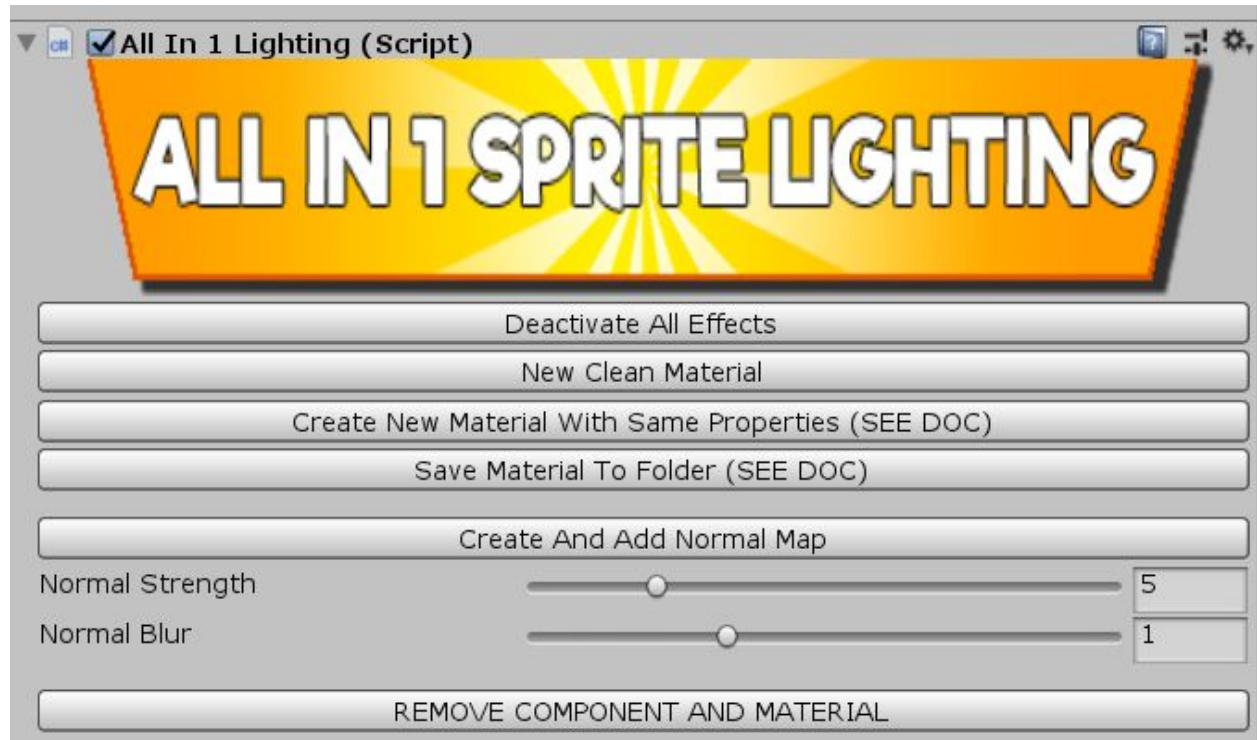 All In 1 Lighting (Script)
ALL IN 1 SPRITE LIGHTING
Deactivate All Effects
New Clean Material
Create New Material With Same Properties (SEE DOC)
Save Material To Folder (SEE DOC)
Create And Add Normal Map
Normal Strength 5
Normal Blur 1
REMOVE COMPONENT AND MATERIAL